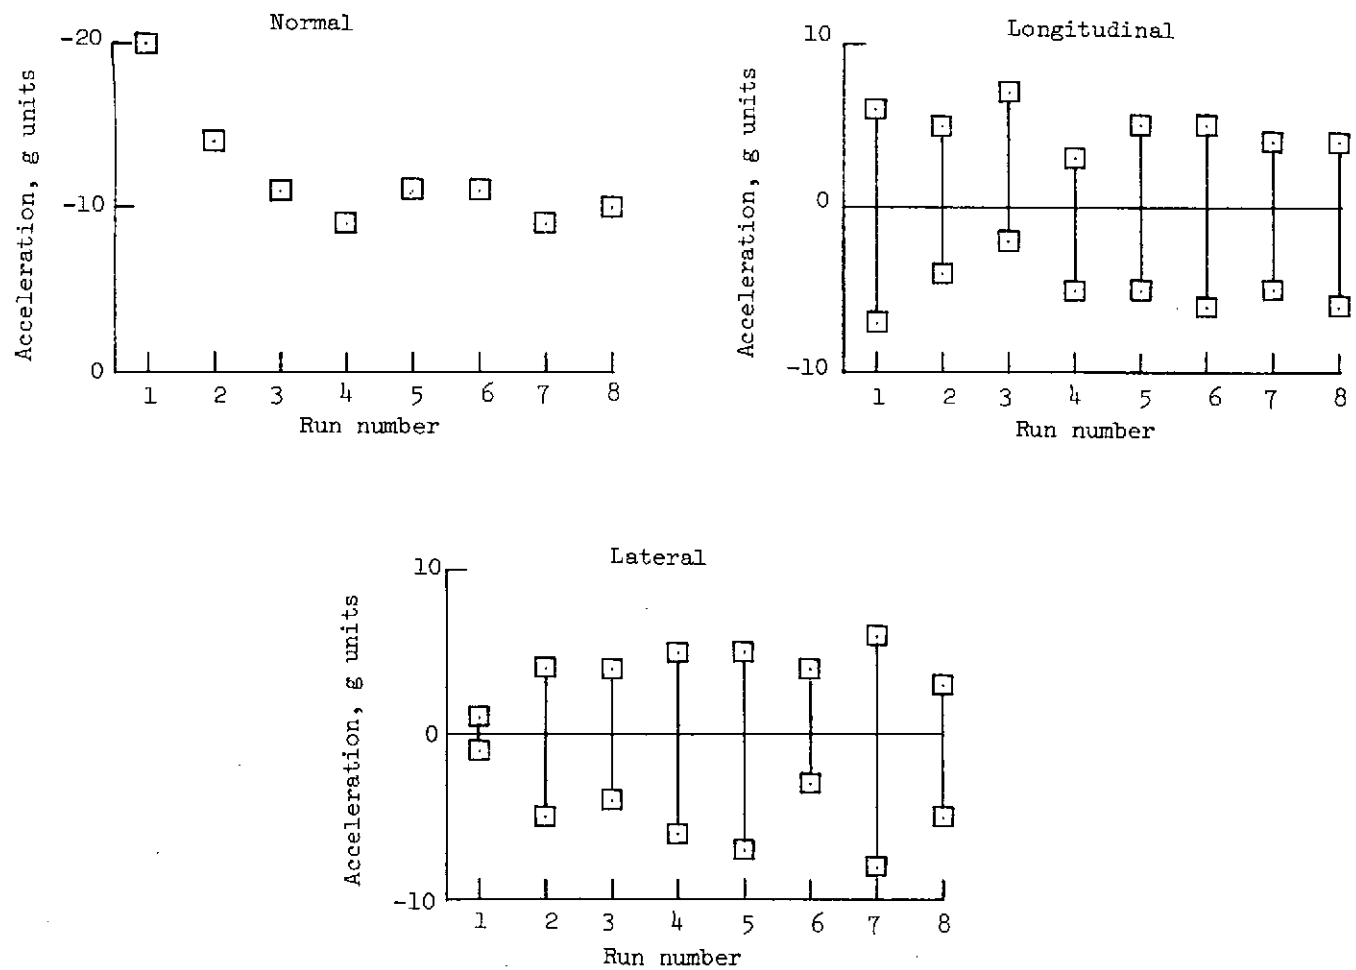 Normal
-20
-10
0
Acceleration, g units
1 2 3 4 5 6 7 8
Run number
Longitudinal
10
0
-10
Acceleration, g units
1 2 3 4 5 6 7 8
Run number
Lateral
10
0
-10
Acceleration, g units
1 2 3 4 5 6 7 8
Run number